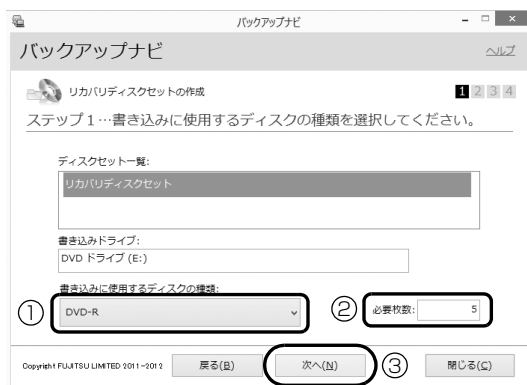 バックアップナビ
バックアップナビ
ヘルプ
リカバリディスクセットの作成
1 2 3 4
ステップ1…書き込みに使用するディスクの種類を選択してください。
ディスクセット一覧:
リカバリディスクセット
書き込みドライブ:
DVD ドライブ (E:)
書き込みに使用するディスクの種類:
① DVD-R ② 必要枚数: 5
Copyright FUJITSU LIMITED 2011-2012 戻る(B) 次へ(N) ③ 閉じる(C)